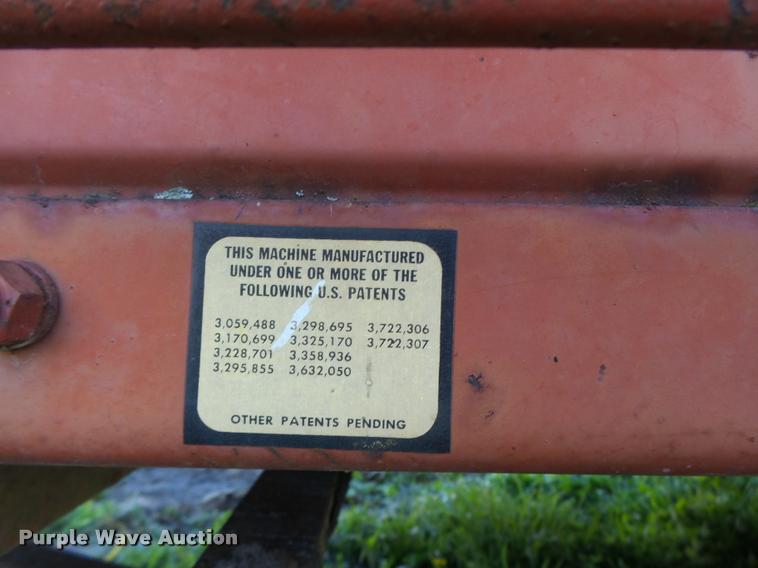 THIS MACHINE MANUFACTURED
UNDER ONE OR MORE OF THE
FOLLOWING U.S. PATENTS
3,059,488 3,298,695 3,722,306
3,170,699 3,325,170 3,722,307
3,228,701 3,358,936
3,295,855 3,632,050
OTHER PATENTS PENDING
Purple Wave Auction